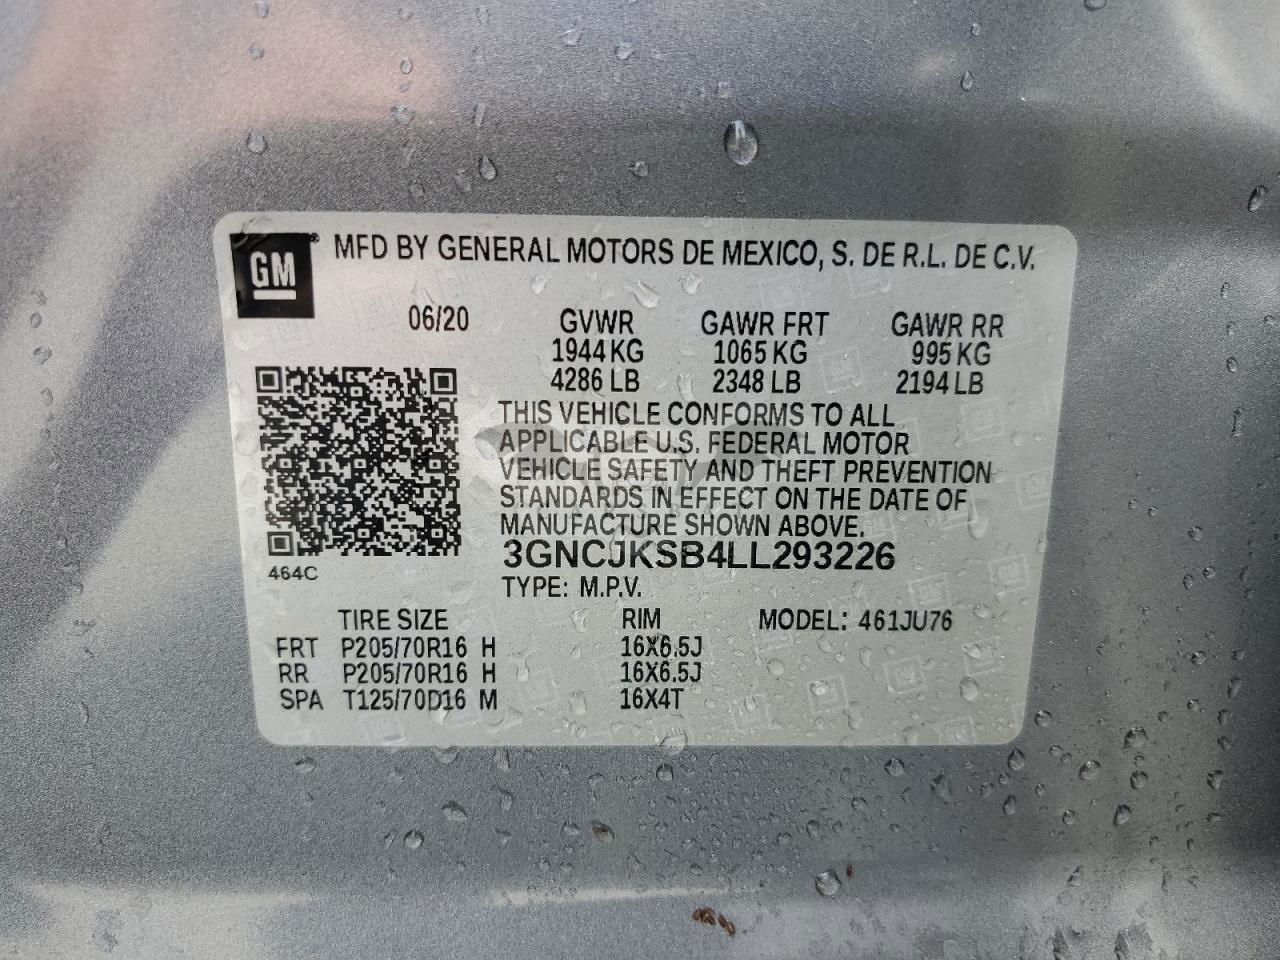 GM ® MFD BY GENERAL MOTORS DE MEXICO, S. DE R.L. DE C.V.
06/20 GVWR GAWR FRT GAWR RR
1944 KG 1065 KG 995 KG
4286 LB 2348 LB 2194 LB
THIS VEHICLE CONFORMS TO ALL
APPLICABLE U.S. FEDERAL MOTOR
VEHICLE SAFETY AND THEFT PREVENTION
STANDARDS IN EFFECT ON THE DATE OF
MANUFACTURE SHOWN ABOVE.
3GNCJKSB4LL293226
464C
TYPE: M.P.V.
TIRE SIZE RIM MODEL: 461JU76
FRT P205/70R16 H 16X6.5J
RR P205/70R16 H 16X6.5J
SPA T125/70D16 M 16X4T